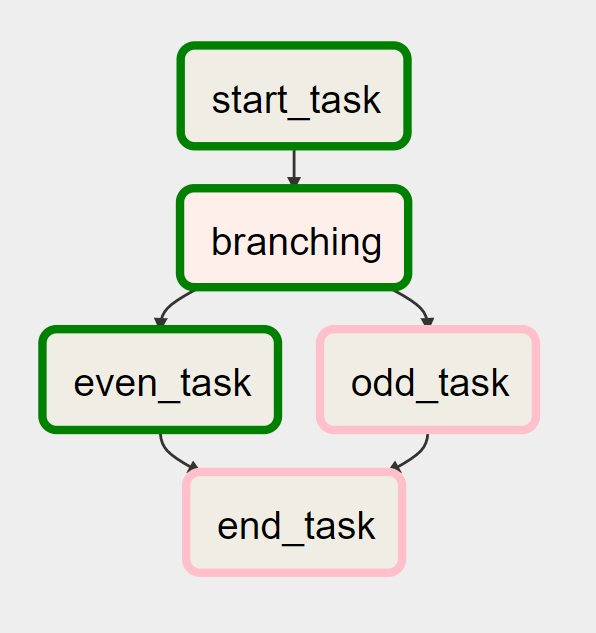 start_task
branching
even_task
odd_task
end_task